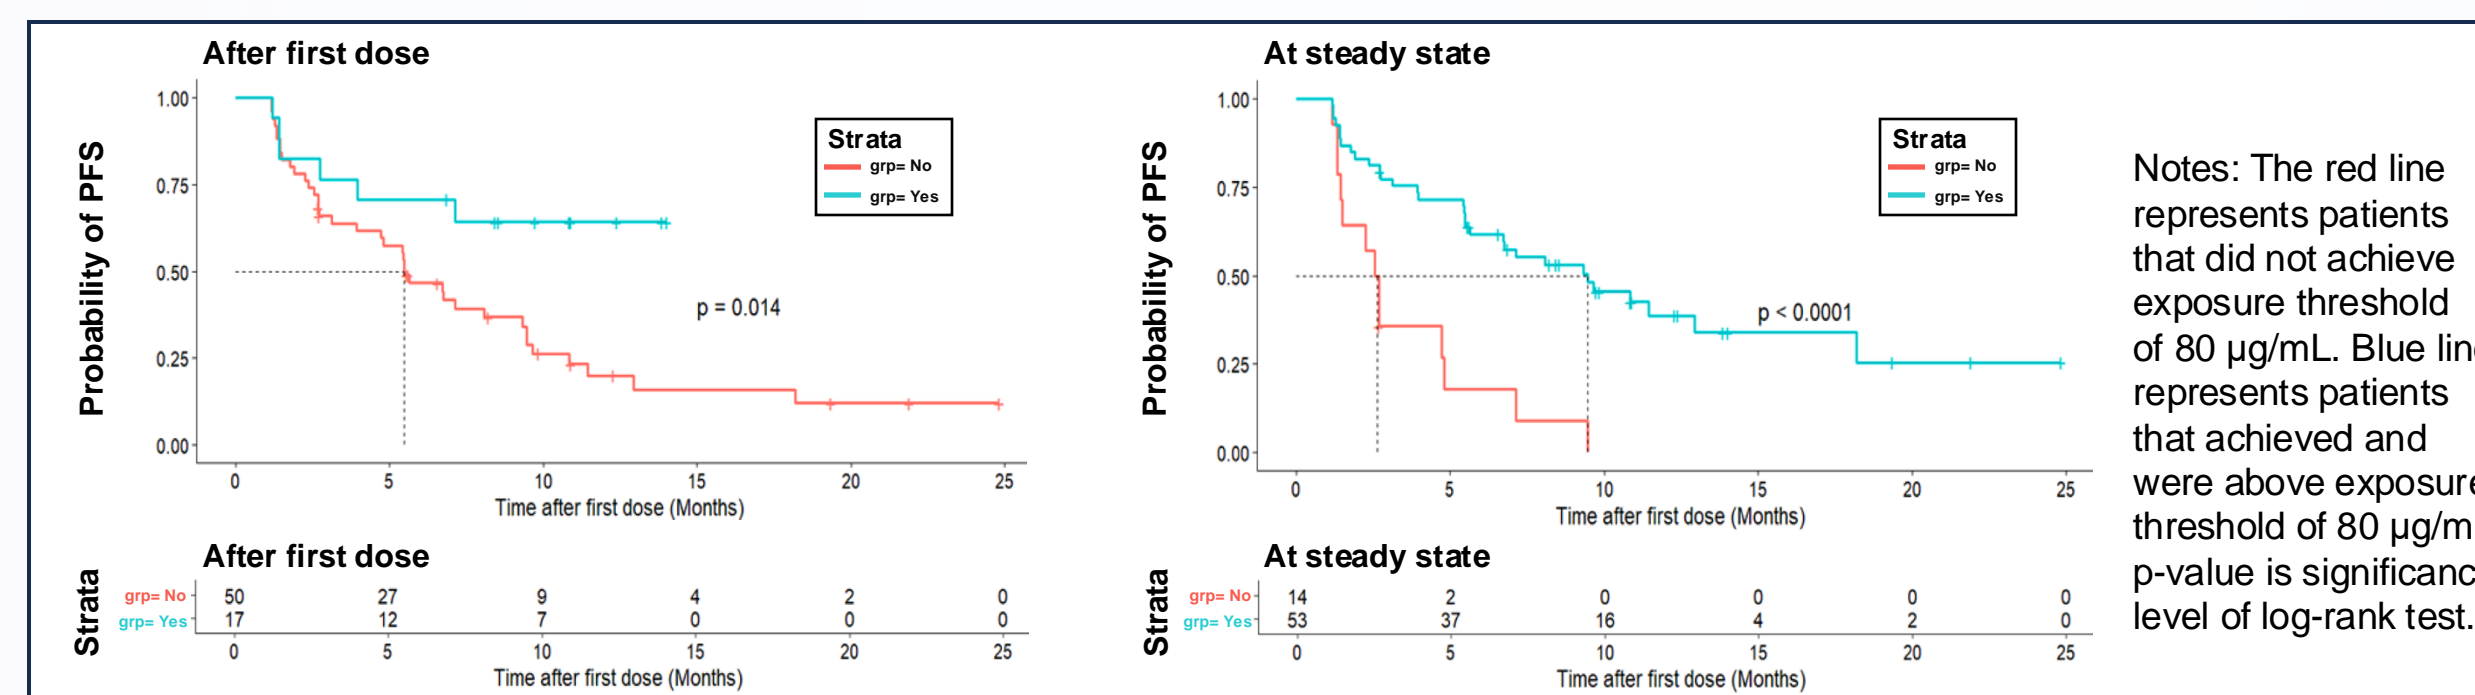 After first dose
Probability of PFS
1.00
0.75
0.50
0.25
0.00
Strata
grp= No
grp= Yes
p = 0.014
0 5 10 15 20 25
Time after first dose (Months)
After first dose
Strata
grp= No 50 27 9 4 2 0
grp= Yes 17 12 7 0 0 0
0 5 10 15 20 25
Time after first dose (Months)
At steady state
Probability of PFS
1.00
0.75
0.50
0.25
0.00
Strata
grp= No
grp= Yes
p < 0.0001
0 5 10 15 20 25
Time after first dose (Months)
At steady state
Strata
grp= No 14 2 0 0 0 0
grp= Yes 53 37 16 4 2 0
0 5 10 15 20 25
Time after first dose (Months)
Notes: The red line
represents patients
that did not achieve
exposure threshold
of 80 µg/mL. Blue
represents patients
that achieved and
were above
threshold of 80
p-value is
level of log-rank test.